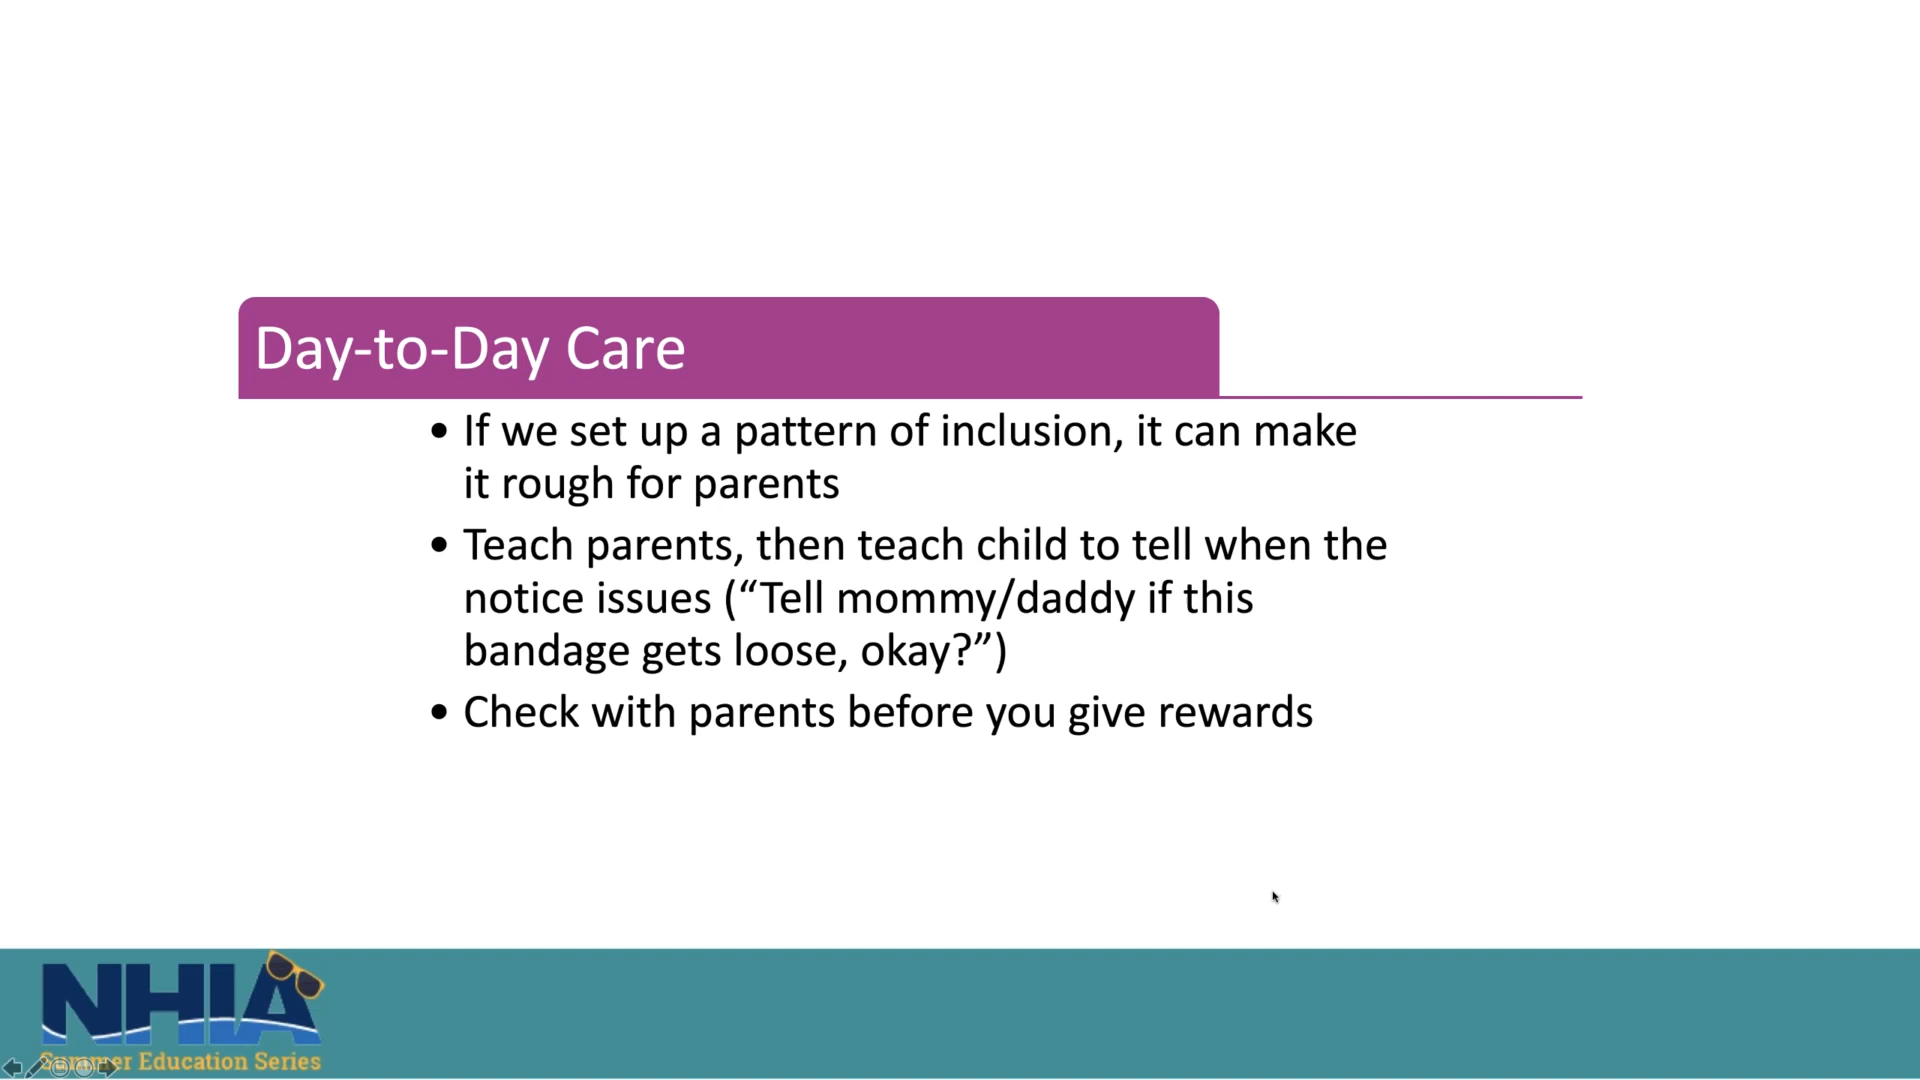 Day-to-Day Care
• If we set up a pattern of inclusion, it can make
it rough for parents
• Teach parents, then teach child to tell when the
notice issues (“Tell mommy/daddy if this
bandage gets loose, okay?”)
• Check with parents before you give rewards
NHIA
Summer Education Series